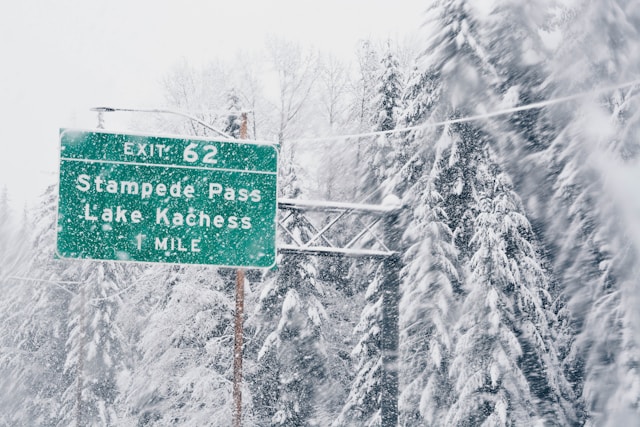 EXIT 62
Stampede Pass
Lake Kachess
1 MILE